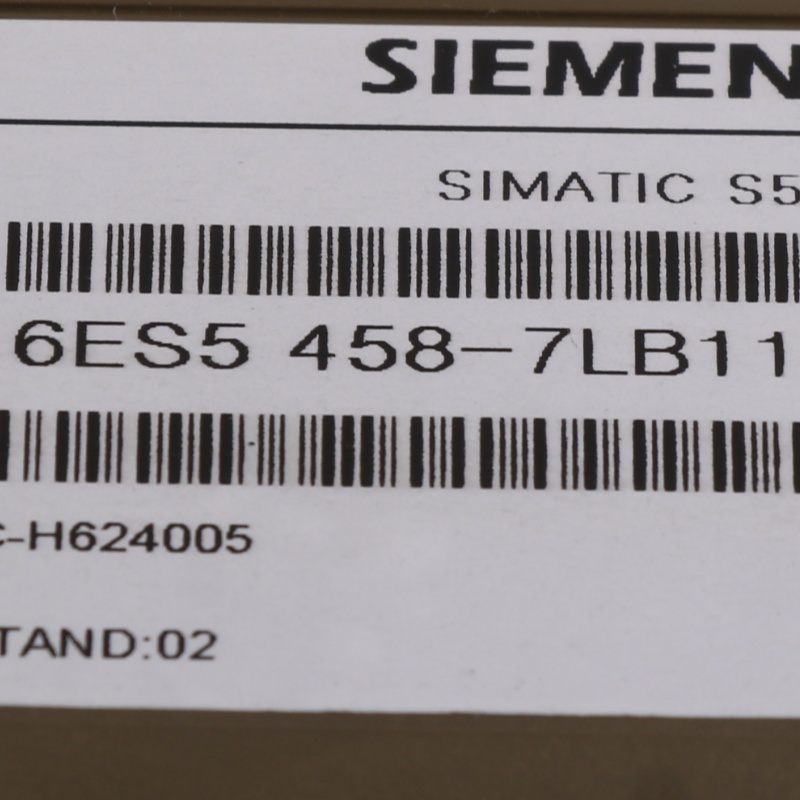 SIEMEN
SIMATIC S5
6ES5 458-7LB11
C-H624005
TAND:02